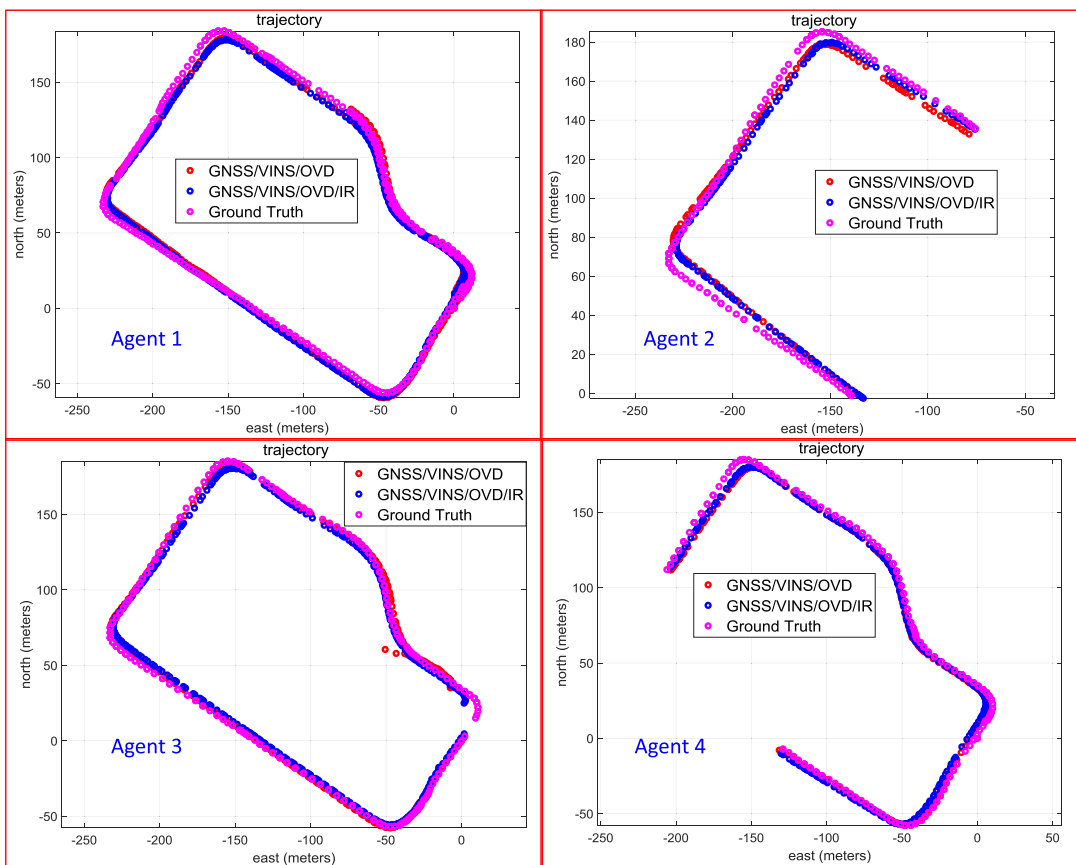 trajectory
150
100
50
0
-50
north (meters)
GNSS/VINS/OVD
GNSS/VINS/OVD/IR
Ground Truth
Agent 1
-250 -200 -150 -100 -50 0
east (meters)
trajectory
180
160
140
120
100
80
60
40
20
0
north (meters)
GNSS/VINS/OVD
GNSS/VINS/OVD/IR
Ground Truth
Agent 2
-250 -200 -150 -100 -50
east (meters)
trajectory
150
100
50
0
-50
north (meters)
GNSS/VINS/OVD
GNSS/VINS/OVD/IR
Ground Truth
Agent 3
-250 -200 -150 -100 -50 0
east (meters)
trajectory
150
100
50
0
-50
north (meters)
GNSS/VINS/OVD
GNSS/VINS/OVD/IR
Ground Truth
Agent 4
-250 -200 -150 -100 -50 0 50
east (meters)